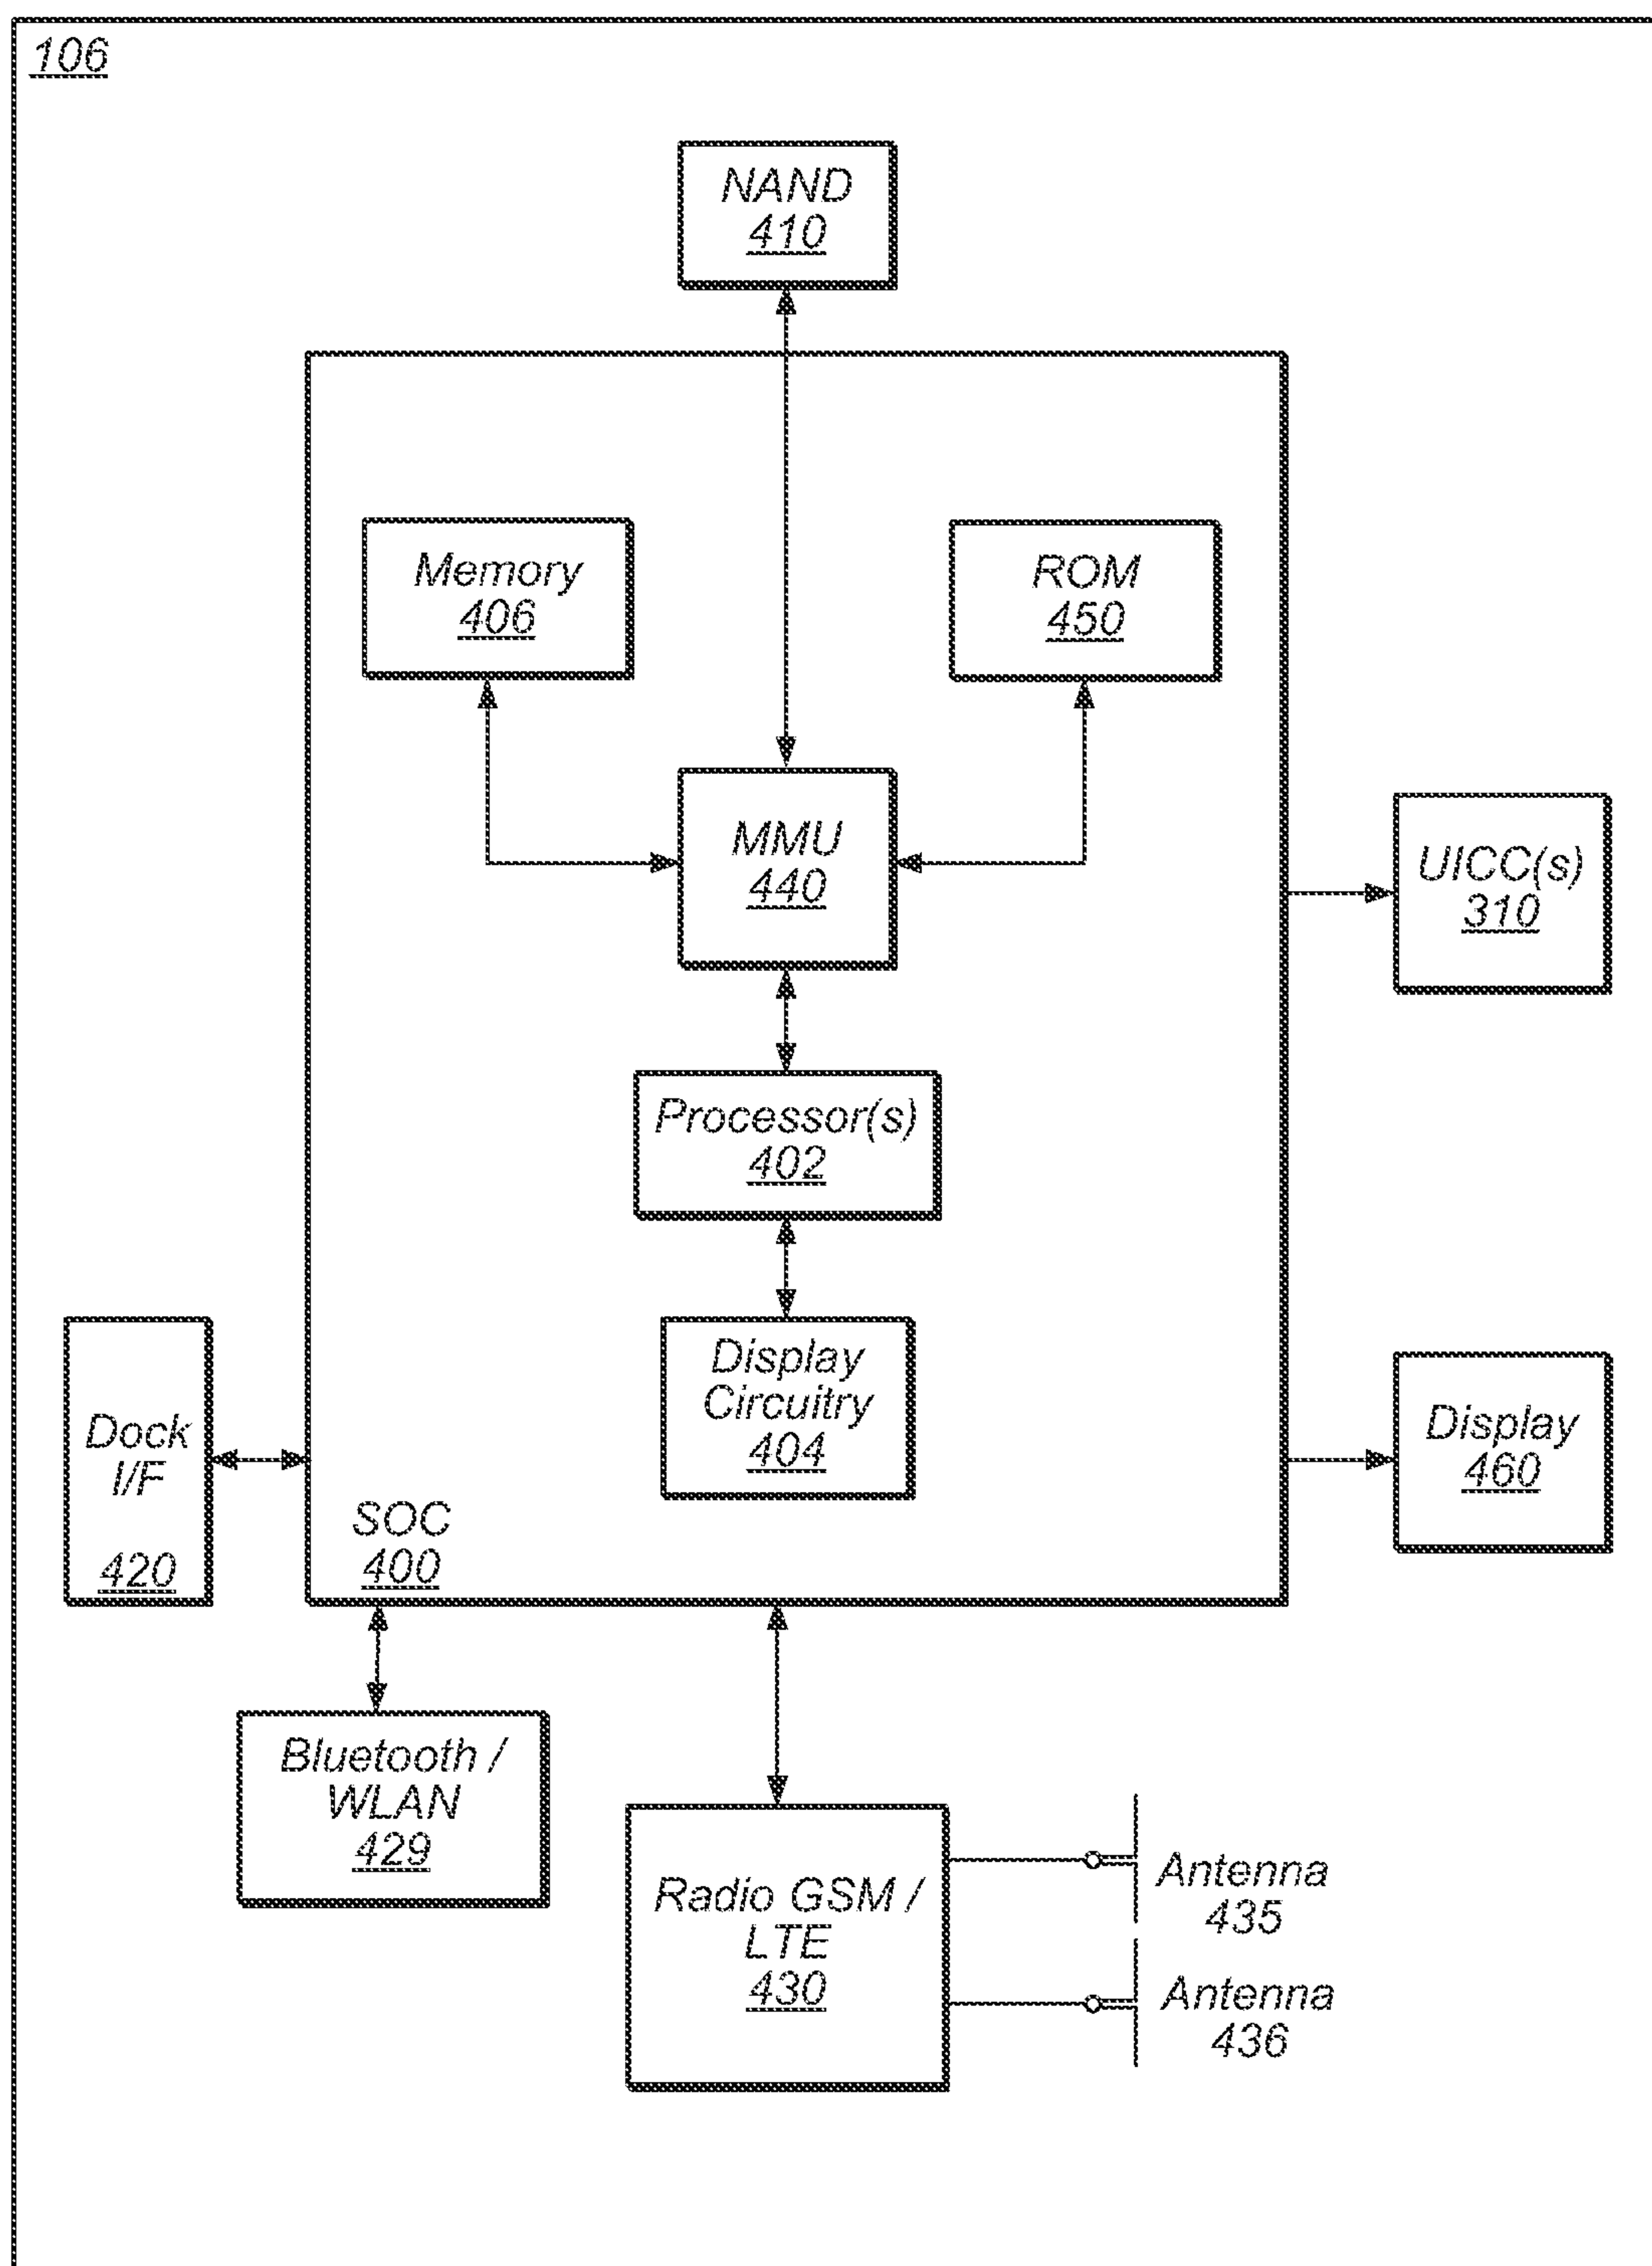 106
NAND
410
Memory
406
ROM
450
MMU
440
UICC(s)
310
Processor(s)
402
Display
Circuitry
404
Dock
I/F
420
Display
460
SOC
400
Bluetooth /
WLAN
429
Radio GSM /
LTE
430
Antenna
435
Antenna
436